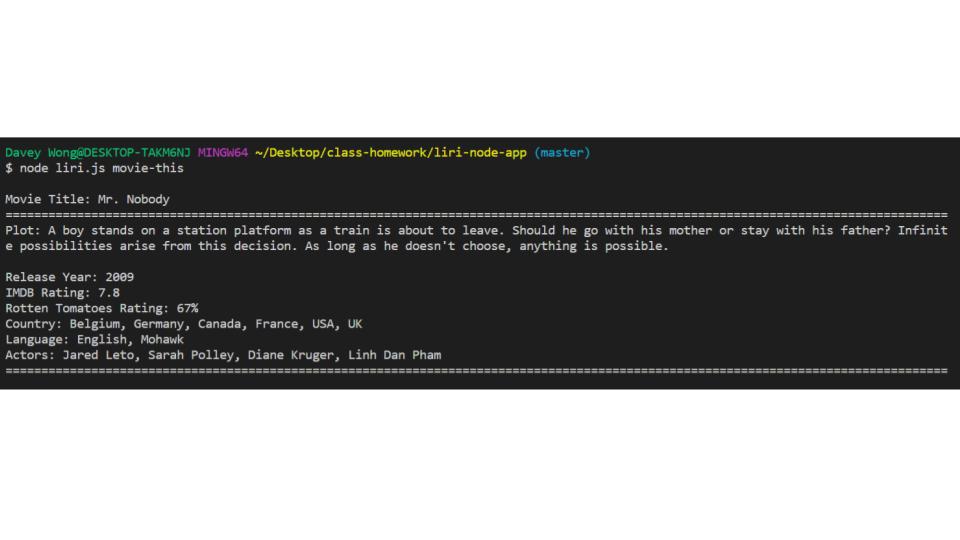 Davey Wong@DESKTOP-TAKM6NJ MINGW64 ~/Desktop/class-homework/liri-node-app (master)
$ node liri.js movie-this
Movie Title: Mr. Nobody
====================================================================================================================================
Plot: A boy stands on a station platform as a train is about to leave. Should he go with his mother or stay with his father? Infinit
e possibilities arise from this decision. As long as he doesn't choose, anything is possible.
Release Year: 2009
IMDB Rating: 7.8
Rotten Tomatoes Rating: 67%
Country: Belgium, Germany, Canada, France, USA, UK
Language: English, Mohawk
Actors: Jared Leto, Sarah Polley, Diane Kruger, Linh Dan Pham
====================================================================================================================================